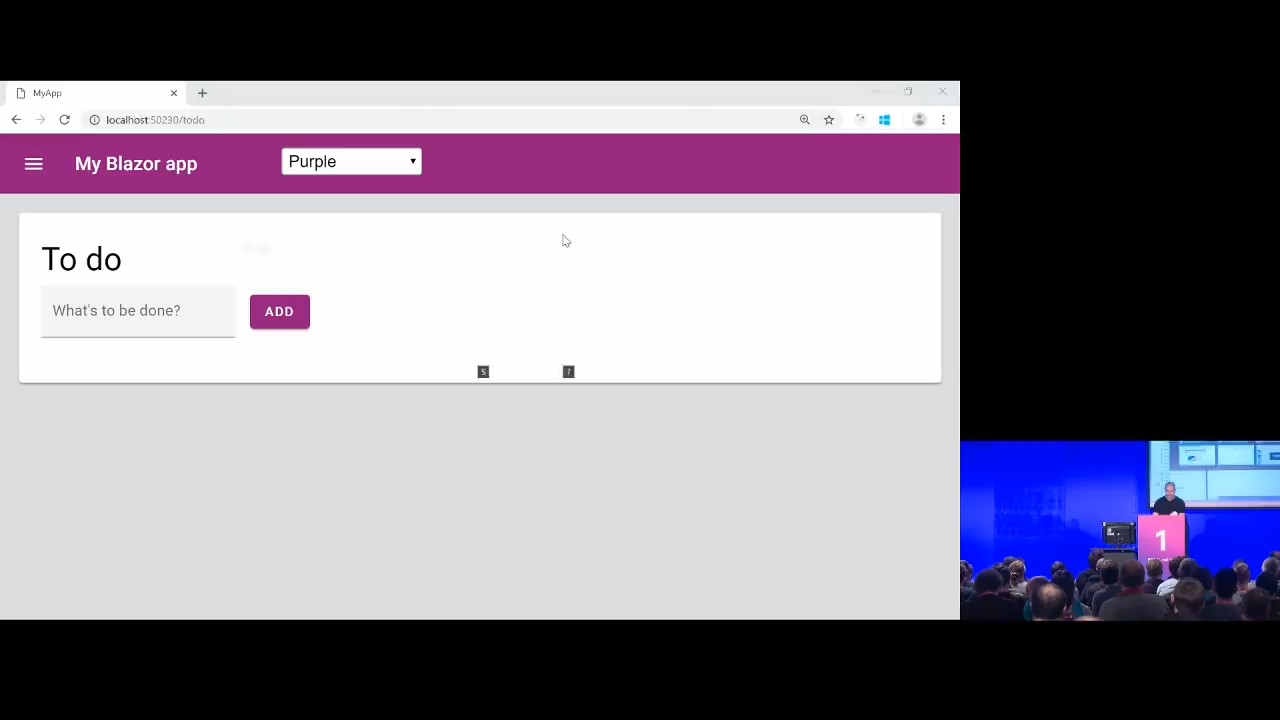 MyApp
localhost:50230/todo
My Blazor app
Purple
To do
What's to be done?
ADD
5
7
1